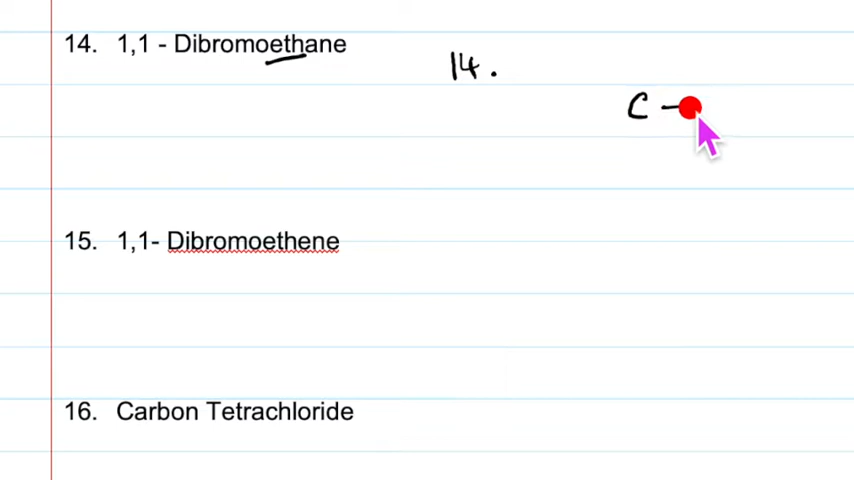 14. 1,1 - Dibromoethane
14.
C -
15. 1,1- Dibromoethene
16. Carbon Tetrachloride